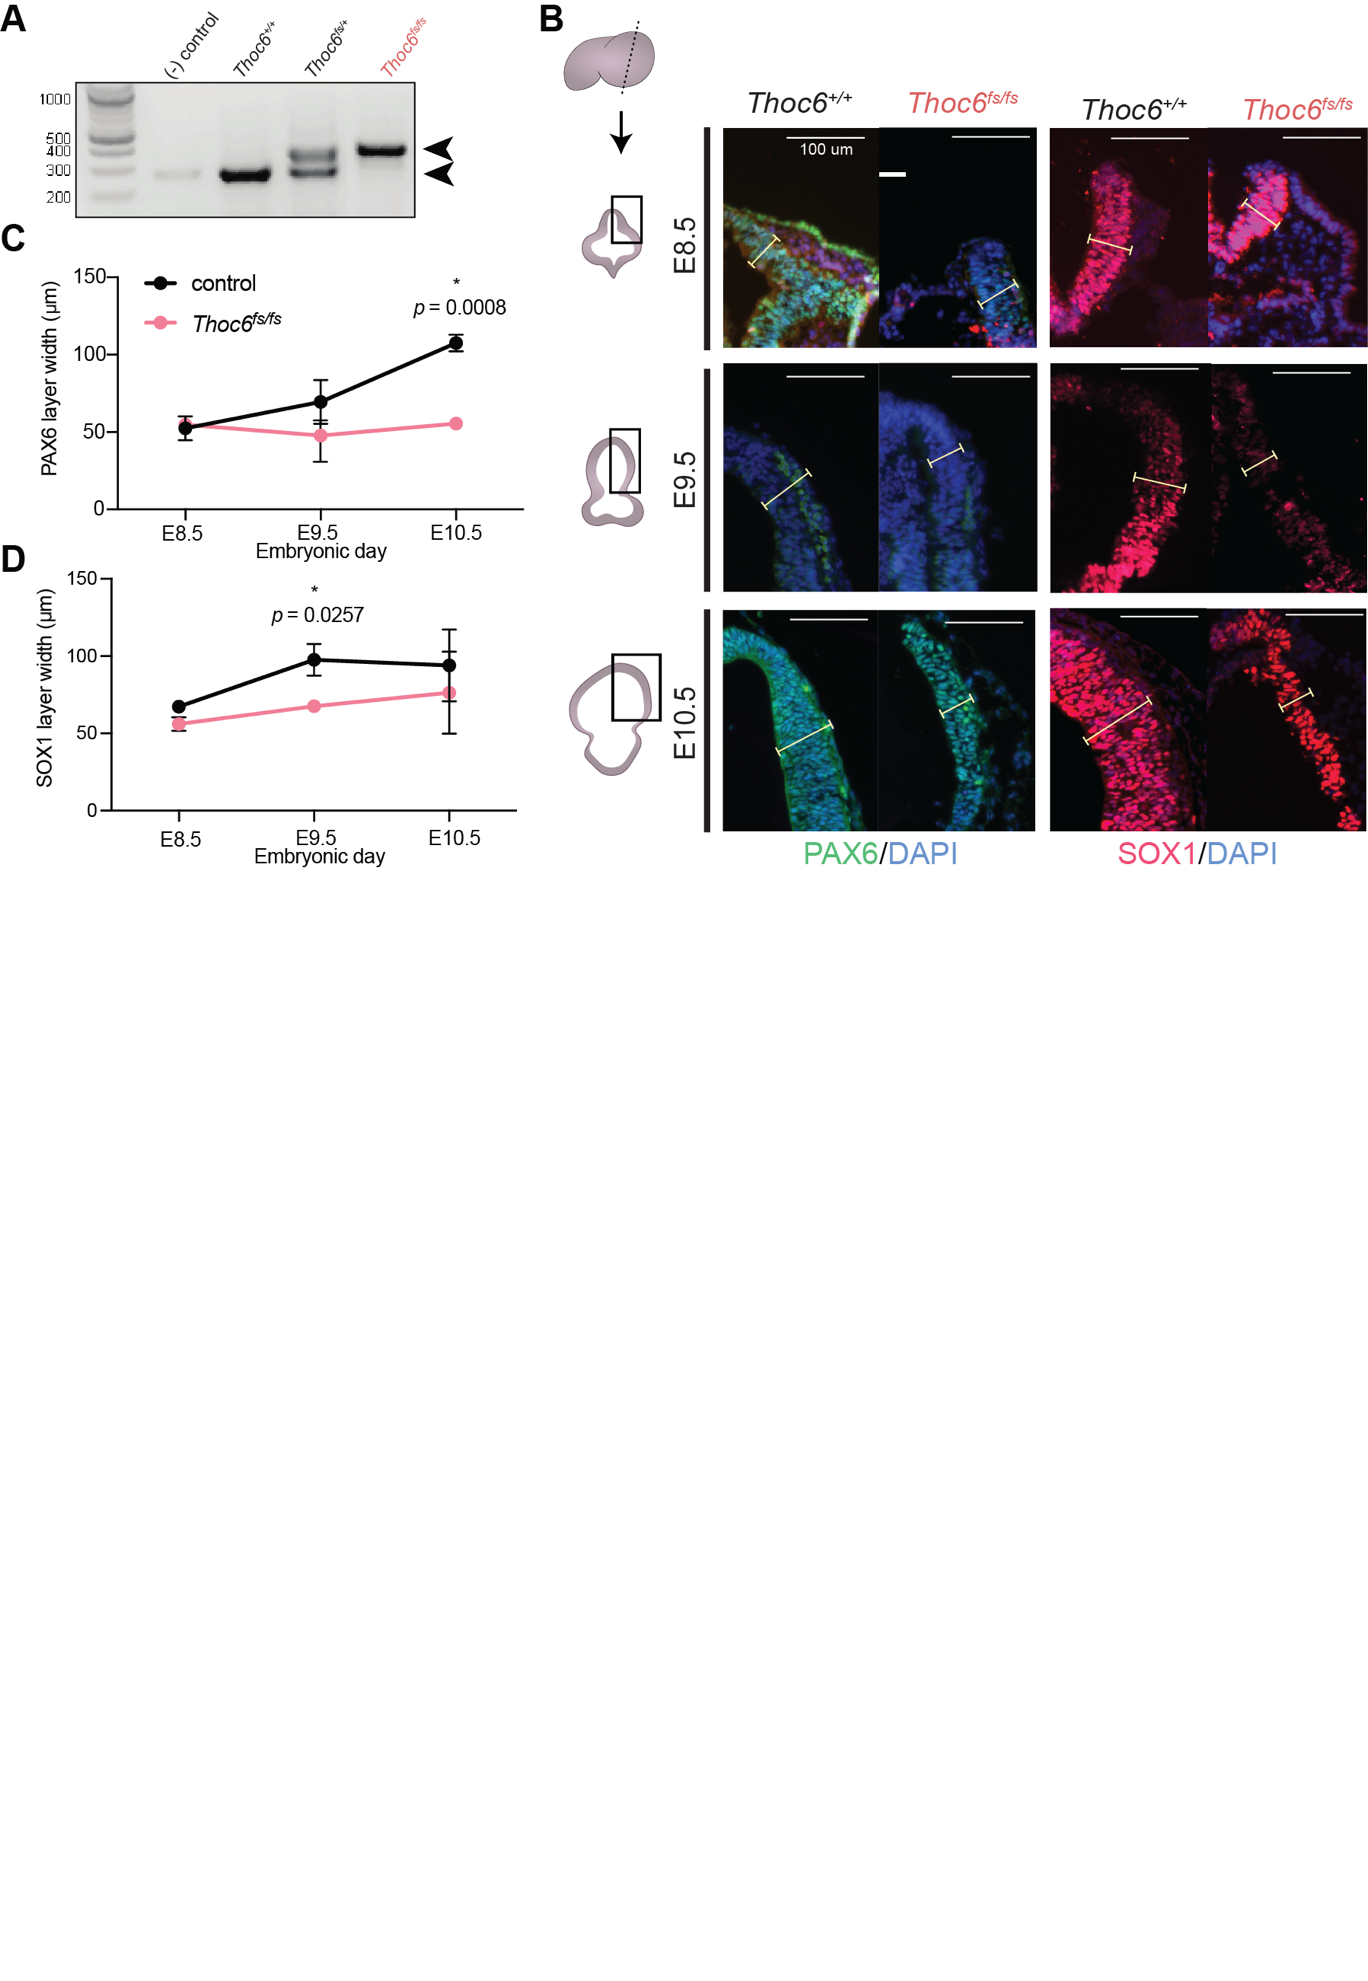 A
(-) control
Thoc6+/+
Thoc6fs/+
Thoc6fs/fs
1000
500
400
300
200
B
Thoc6+/+
Thoc6fs/fs
Thoc6+/+
Thoc6fs/fs
100 um
E8.5
E9.5
E10.5
PAX6/DAPI
SOX1/DAPI
C
PAX6 layer width (µm)
150
100
50
0
control
Thoc6fs/fs
*
p = 0.0008
E8.5
E9.5
E10.5
Embryonic day
D
SOX1 layer width (µm)
150
100
50
0
*
p = 0.0257
E8.5
E9.5
E10.5
Embryonic day